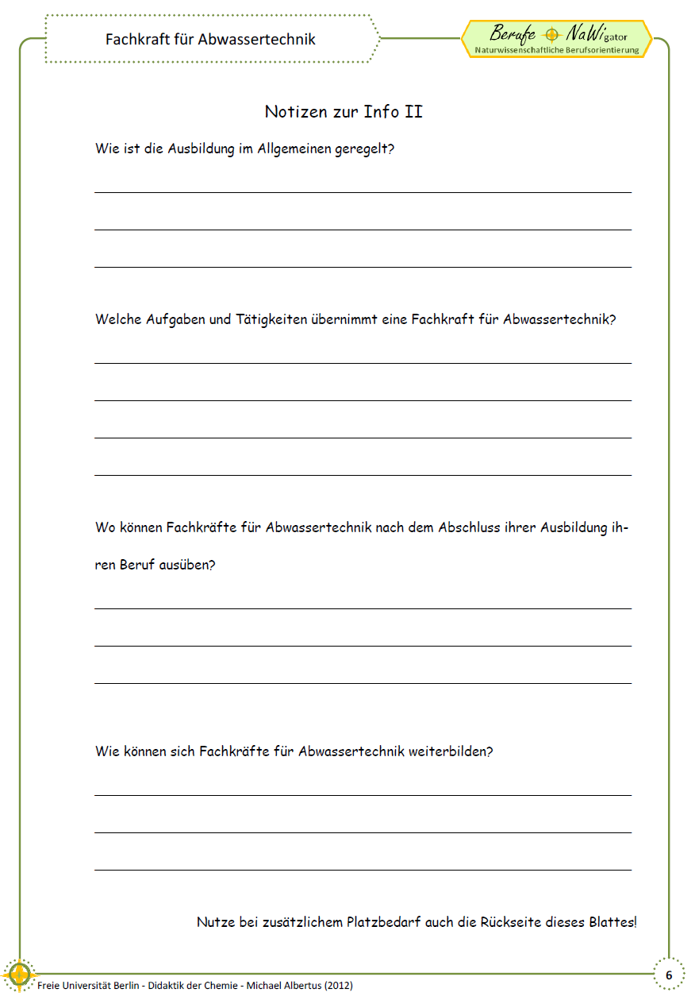 Fachkraft für Abwassertechnik
Berufe NaWigator
Naturwissenschaftliche Berufsorientierung
Notizen zur Info II
Wie ist die Ausbildung im Allgemeinen geregelt?
Welche Aufgaben und Tätigkeiten übernimmt eine Fachkraft für Abwassertechnik?
Wo können Fachkräfte für Abwassertechnik nach dem Abschluss ihrer Ausbildung ih-
ren Beruf ausüben?
Wie können sich Fachkräfte für Abwassertechnik weiterbilden?
Nutze bei zusätzlichem Platzbedarf auch die Rückseite dieses Blattes!
6
Freie Universität Berlin - Didaktik der Chemie - Michael Albertus (2012)